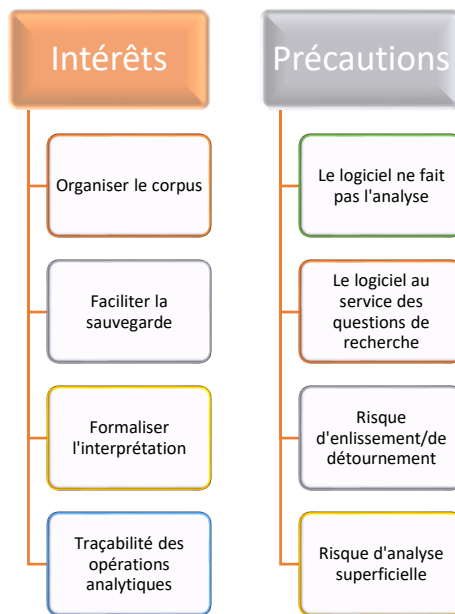 Intérêts
Organiser le corpus
Faciliter la
sauvegarde
Formaliser
l'interprétation
Traçabilité des
opérations
analytiques
Précautions
Le logiciel ne fait
pas l'analyse
Le logiciel au
service des
questions de
recherche
Risque
d'enlissement/de
détournement
Risque d'analyse
superficielle